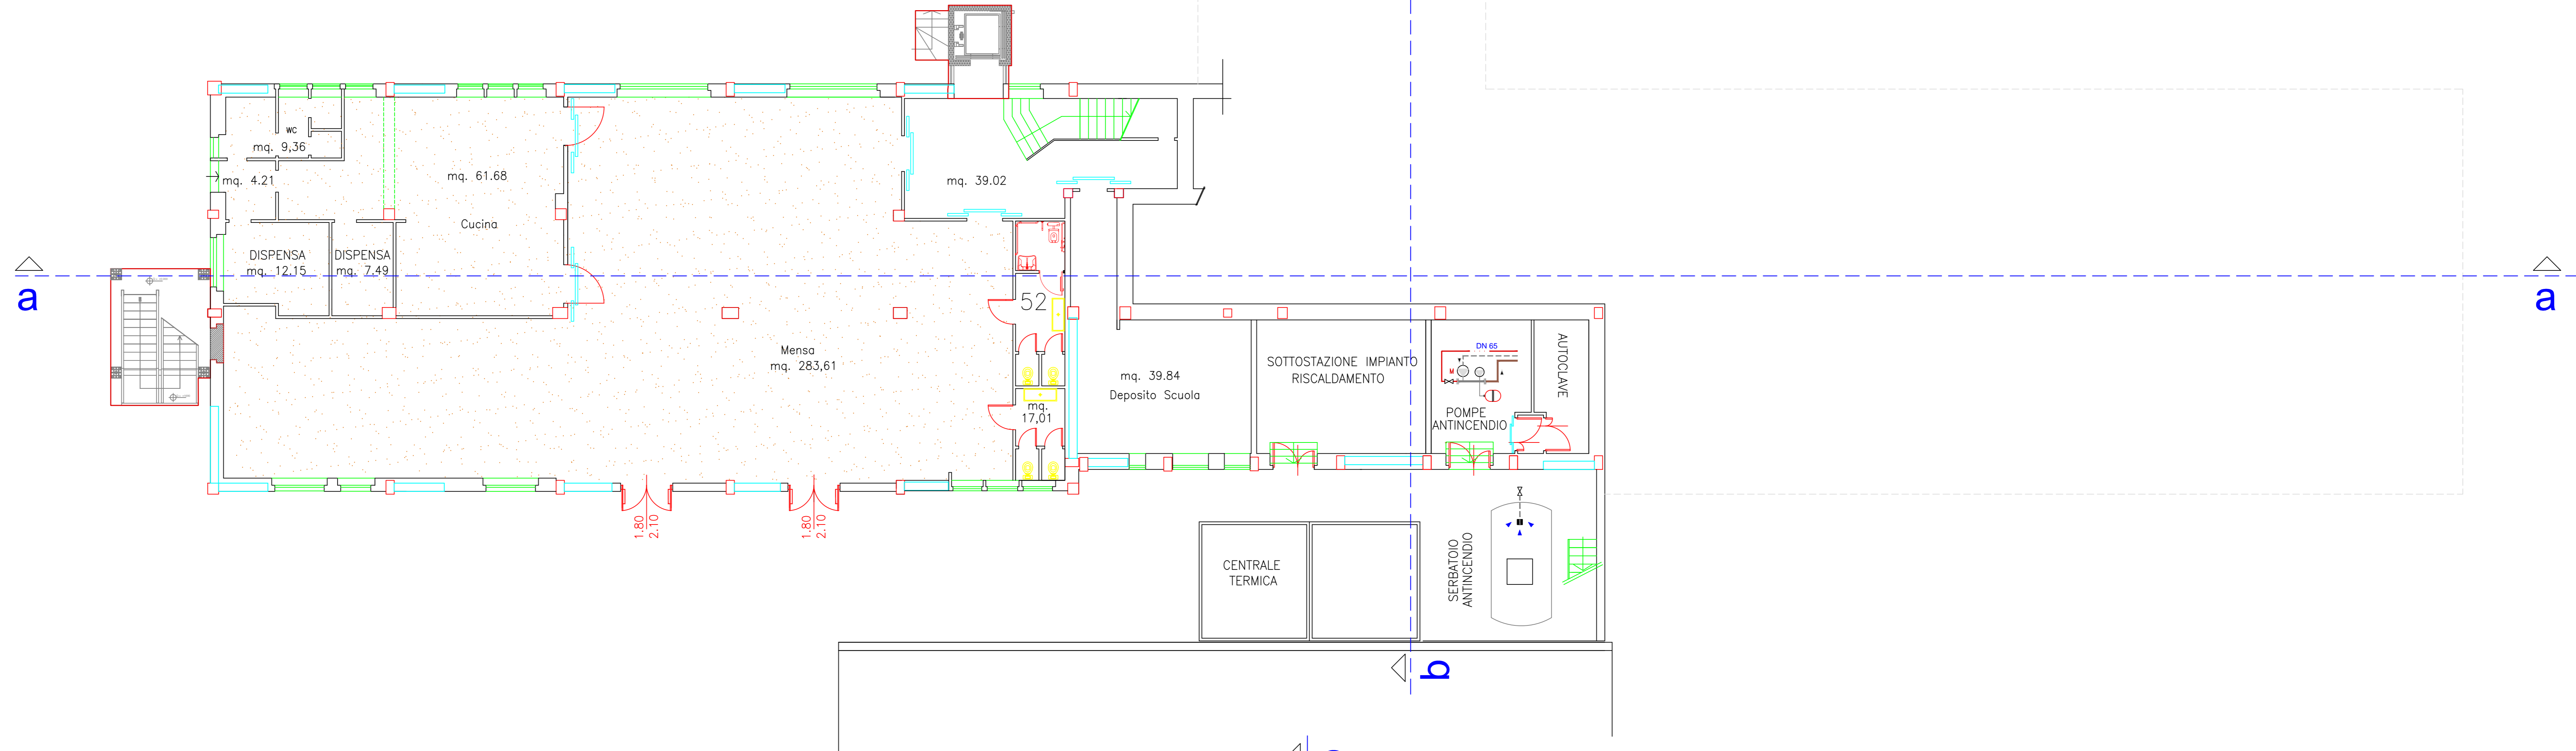 WC
mq. 9,36
mq. 4.21
mq. 61.68
Cucina
DISPENSA
mq. 12.15
DISPENSA
mq. 7.49
mq. 39.02
a
a
52
Mensa
mq. 283,61
mq.
17,01
mq. 39.84
Deposito Scuola
SOTTOSTAZIONE IMPIANTO
RISCALDAMENTO
DN 65
M
POMPE
ANTINCENDIO
AUTOCLAVE
1.80
2.10
1.80
2.10
CENTRALE
TERMICA
SERBATOIO
ANTINCENDIO
b